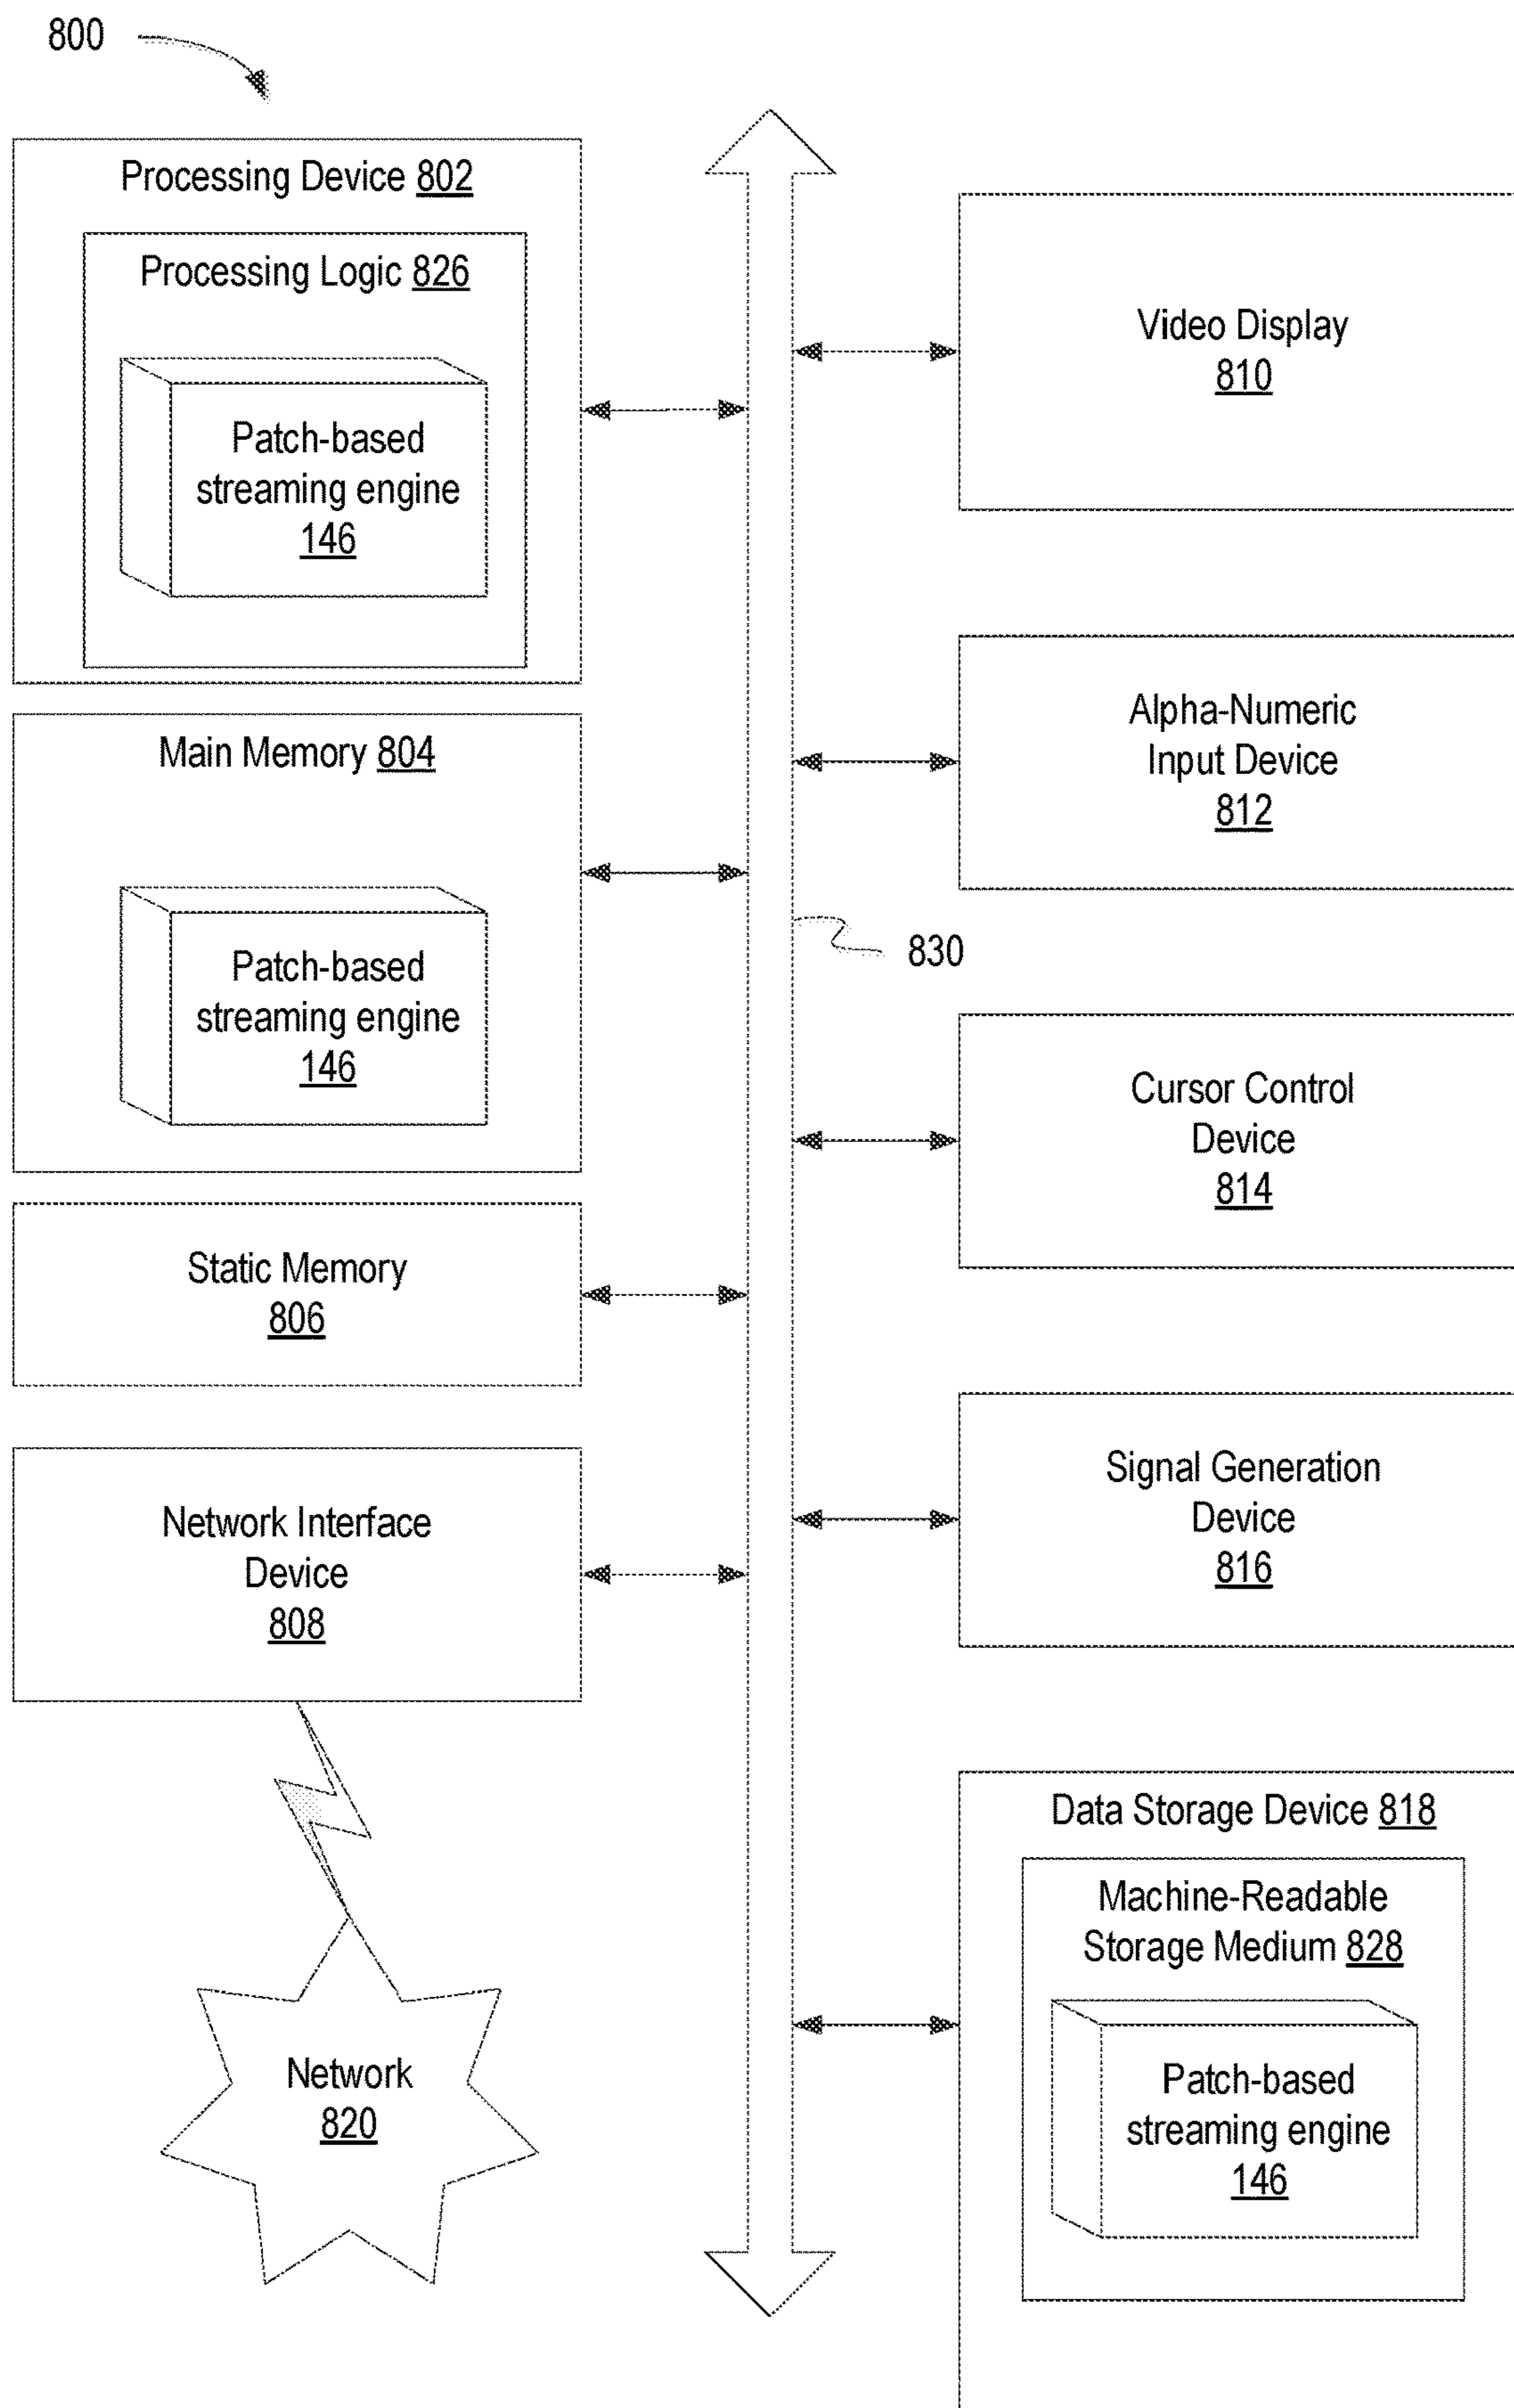 800
Processing Device 802
Processing Logic 826
Patch-based
streaming engine
146
Main Memory 804
Patch-based
streaming engine
146
Static Memory
806
Network Interface
Device
808
Network
820
Video Display
810
Alpha-Numeric
Input Device
812
830
Cursor Control
Device
814
Signal Generation
Device
816
Data Storage Device 818
Machine-Readable
Storage Medium 828
Patch-based
streaming engine
146